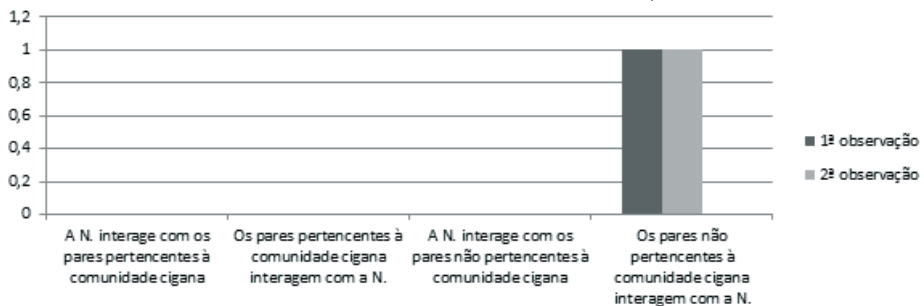 1,2
1
0,8
0,6
0,4
0,2
0
A N. interage com os
pares pertencentes à
comunidade cigana
Os pares pertencentes à
comunidade cigana
interagem com a N.
A N. interage com os
pares não pertencentes à
comunidade cigana
Os pares não
pertencentes à
comunidade cigana
interagem com a N.
1ª observação
2ª observação